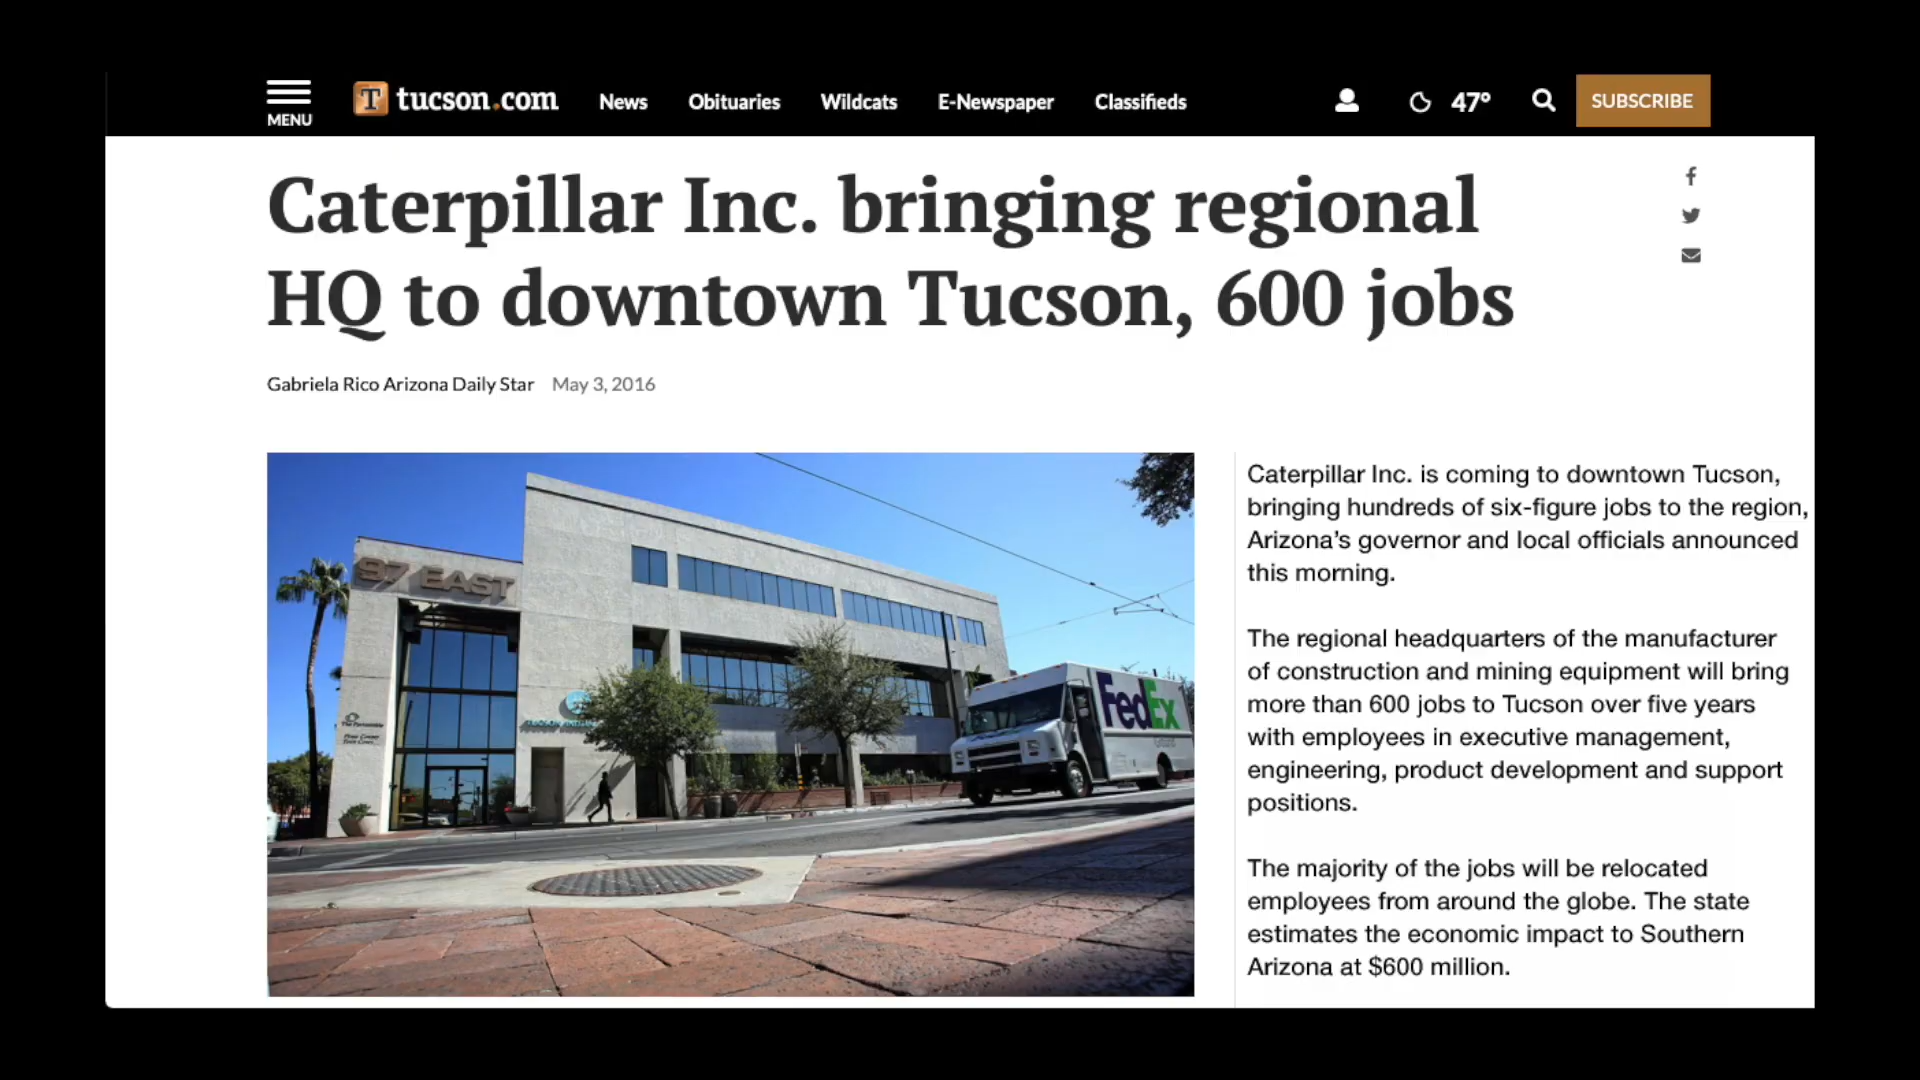 MENU
T tucson.com
News
Obituaries
Wildcats
E-Newspaper
Classifieds
47°
SUBSCRIBE
Caterpillar Inc. bringing regional
HQ to downtown Tucson, 600 jobs
Gabriela Rico Arizona Daily Star May 3, 2016
97 EAST
FedEx
Caterpillar Inc. is coming to downtown Tucson,
bringing hundreds of six-figure jobs to the region,
Arizona’s governor and local officials announced
this morning.
The regional headquarters of the manufacturer
of construction and mining equipment will bring
more than 600 jobs to Tucson over five years
with employees in executive management,
engineering, product development and support
positions.
The majority of the jobs will be relocated
employees from around the globe. The state
estimates the economic impact to Southern
Arizona at $600 million.